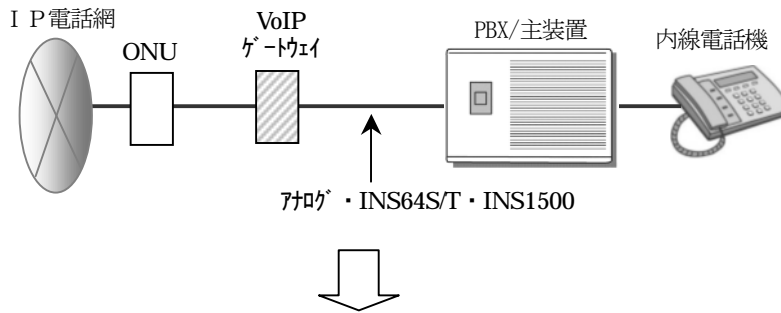 ＩＰ電話網
ONU
VoIP
ｹﾞｰﾄｳｪｲ
PBX/主装置
内線電話機
ｱﾅﾛｸﾞ・INS64S/T・INS1500